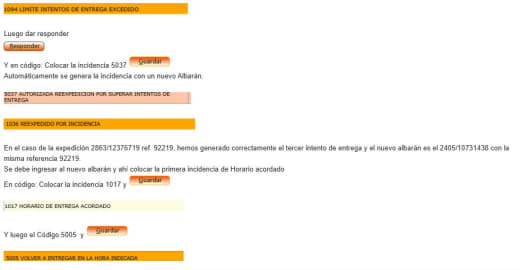 1094 LIMITE INTENTOS DE ENTREGA EXCEDIDO
Luego dar responder
Responder
Y en código: Colocar la incidencia 5037 Guardar
Automáticamente se genera la incidencia con un nuevo Albarán.
5037 AUTORIZADA REEXPEDICION POR SUPERAR INTENTOS DE
ENTREGA
1036 REEXPEDIDO POR INCIDENCIA
En el caso de la expedición 2863/12376719 ref. 92219, hemos generado correctamente el tercer intento de entrega y el nuevo albarán es el 2405/10731438 con la
misma referencia 92219.
Se debe ingresar al nuevo albarán y ahí colocar la primera incidencia de Horario acordado
En código: Colocar la incidencia 1017 y Guardar
1017 HORARIO DE ENTREGA ACORDADO
Y luego el Código 5005 y Guardar
5005 VOLVER A ENTREGAR EN LA HORA INDICADA